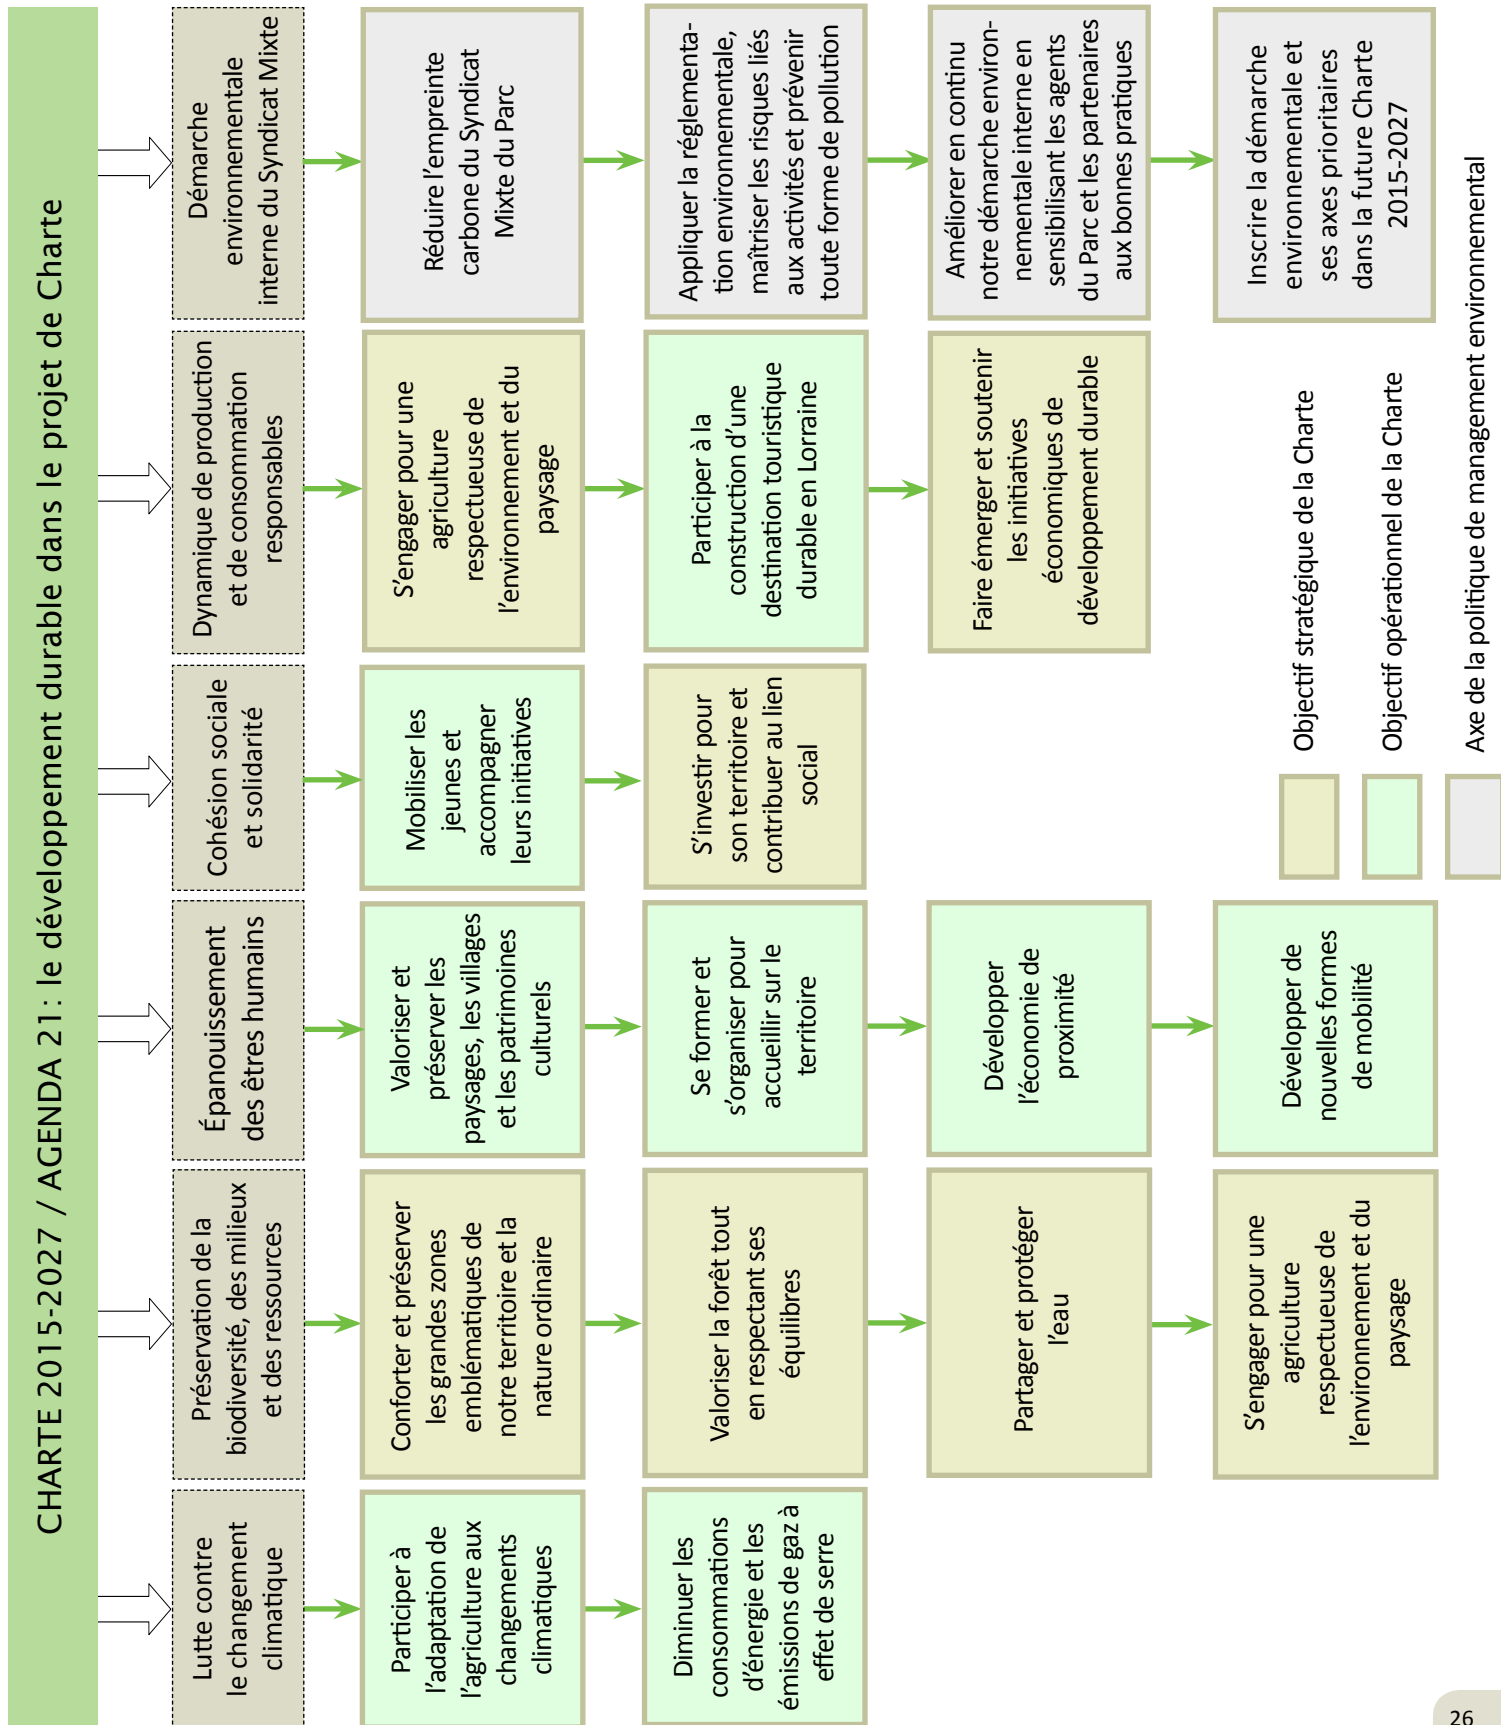 CHARTE 2015-2027 / AGENDA 21 : le développement durable dans le projet de Charte
Lutte contre
le changement
climatique
Participer à
l'adaptation de
l'agriculture aux
changements
climatiques
Diminuer les
consommations
d'énergie et les
émissions de gaz à
effet de serre
Préservation de la
biodiversité, des milieux
et des ressources
Conforter et préserver
les grandes zones
emblématiques de
notre territoire et la
nature ordinaire
Valoriser la forêt tout
en respectant ses
équilibres
Partager et protéger
l'eau
S'engager pour une
agriculture
respectueuse de
l'environnement et du
paysage
Épanouissement
des êtres humains
Valoriser et
préserver les
paysages, les villages
et les patrimoines
culturels
Se former et
s'organiser pour
accueillir sur le
territoire
Développer
l'économie de
proximité
Développer de
nouvelles formes
de mobilité
Cohésion sociale
et solidarité
Mobiliser les
jeunes et
accompagner
leurs initiatives
S'investir pour
son territoire et
contribuer au lien
social
Dynamique de production
et de consommation
responsables
S'engager pour une
agriculture
respectueuse de
l'environnement et du
paysage
Participer à la
construction d'une
destination touristique
durable en Lorraine
Faire émerger et soutenir
les initiatives
économiques de
développement durable
Démarche
environnementale
interne du Syndicat Mixte
Réduire l'empreinte
carbone du Syndicat
Mixte du Parc
Appliquer la réglementa-
tion environnementale,
maîtriser les risques liés
aux activités et prévenir
toute forme de pollution
Améliorer en continu
notre démarche environ-
nementale interne en
sensibilisant les agents
du Parc et les partenaires
aux bonnes pratiques
Inscrire la démarche
environnementale et
ses axes prioritaires
dans la future Charte
2015-2027
Objectif stratégique de la Charte
Objectif opérationnel de la Charte
Axe de la politique de management environnemental
26